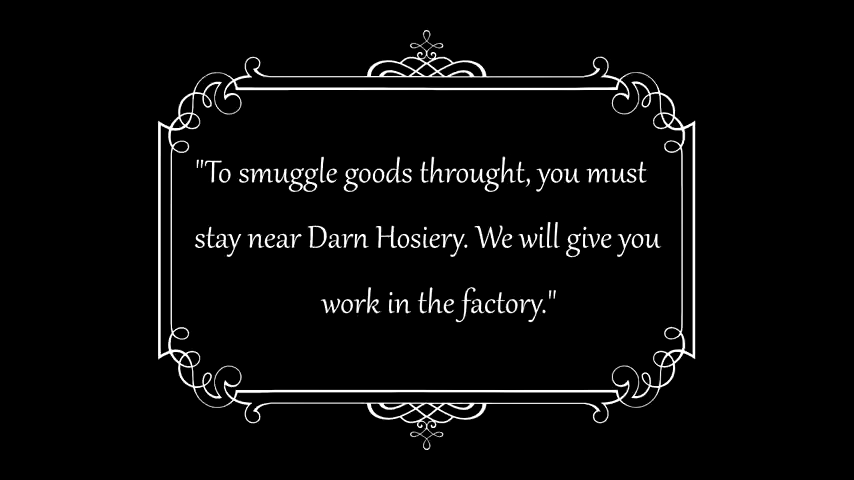 "To smuggle goods throught, you must
stay near Darn Hosiery. We will give you
work in the factory."